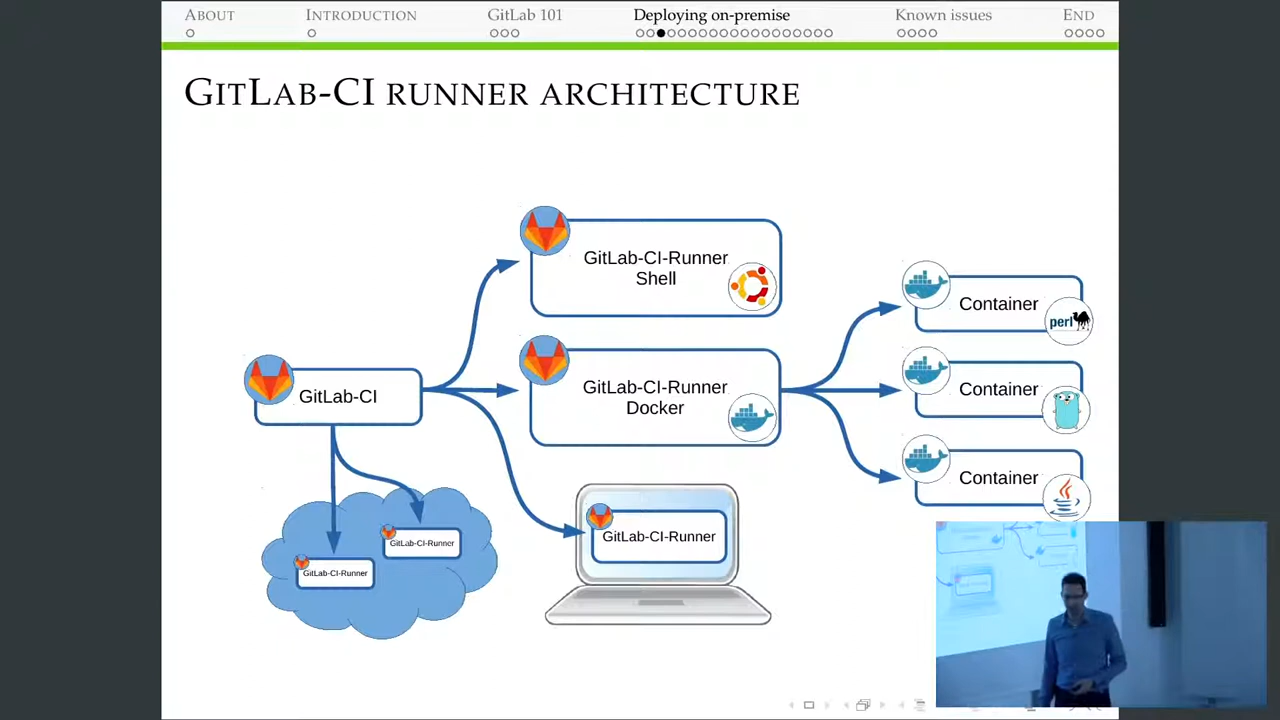 ABOUT
INTRODUCTION
GitLab 101
Deploying on-premise
Known issues
END
GITLAB-CI RUNNER ARCHITECTURE
GitLab-CI-Runner
Shell
GitLab-CI-Runner
Docker
GitLab-CI
Container
perl
Container
Container
GitLab-CI-Runner
GitLab-CI-Runner
GitLab-CI-Runner